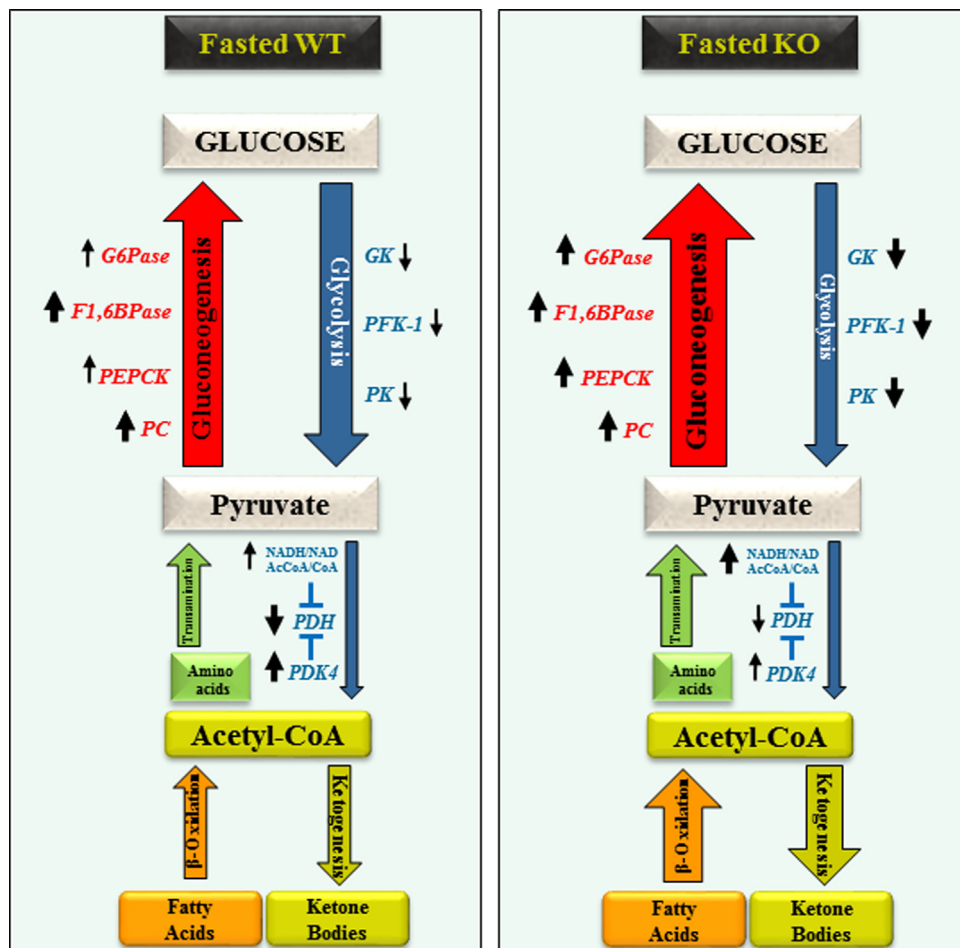 Fasted WT
GLUCOSE
Gluconeogenesis
Glycolysis
G6Pase
F1,6BPase
PEPCK
PC
GK
PFK-1
PK
Pyruvate
Transamination
NADH/NAD
AcCoA/CoA
PDH
PDK4
Amino
acids
Acetyl-CoA
β-Oxidation
Ketogenesis
Fatty
Acids
Ketone
Bodies
Fasted KO
GLUCOSE
Gluconeogenesis
Glycolysis
G6Pase
F1,6BPase
PEPCK
PC
GK
PFK-1
PK
Pyruvate
Transamination
NADH/NAD
AcCoA/CoA
PDH
PDK4
Amino
acids
Acetyl-CoA
β-Oxidation
Ketogenesis
Fatty
Acids
Ketone
Bodies